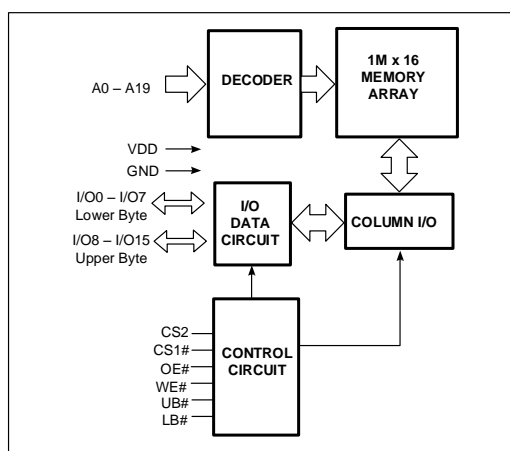 A0 – A19
DECODER
1M x 16
MEMORY
ARRAY
VDD
GND
I/O0 – I/O7
Lower Byte
I/O8 – I/O15
Upper Byte
I/O
DATA
CIRCUIT
COLUMN I/O
CS2
CS1#
OE#
WE#
UB#
LB#
CONTROL
CIRCUIT